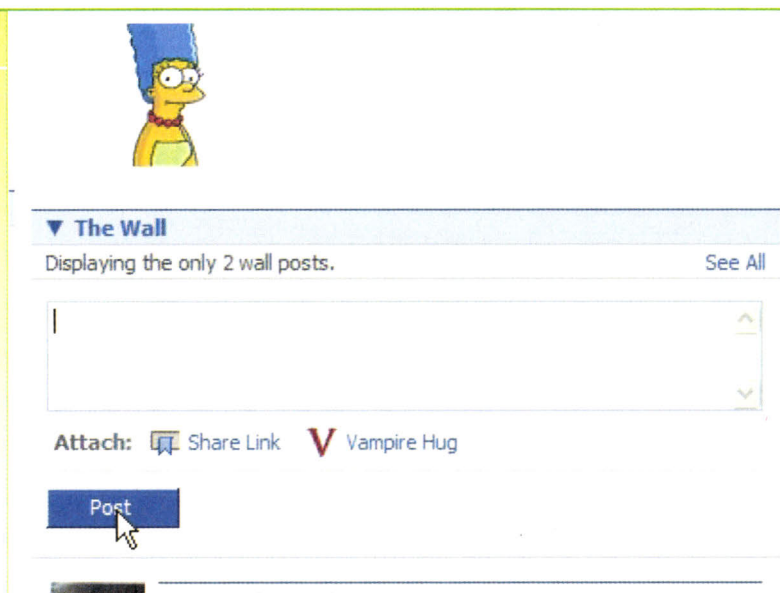 The Wall
Displaying the only 2 wall posts. See All
Attach: Share Link V Vampire Hug
Post